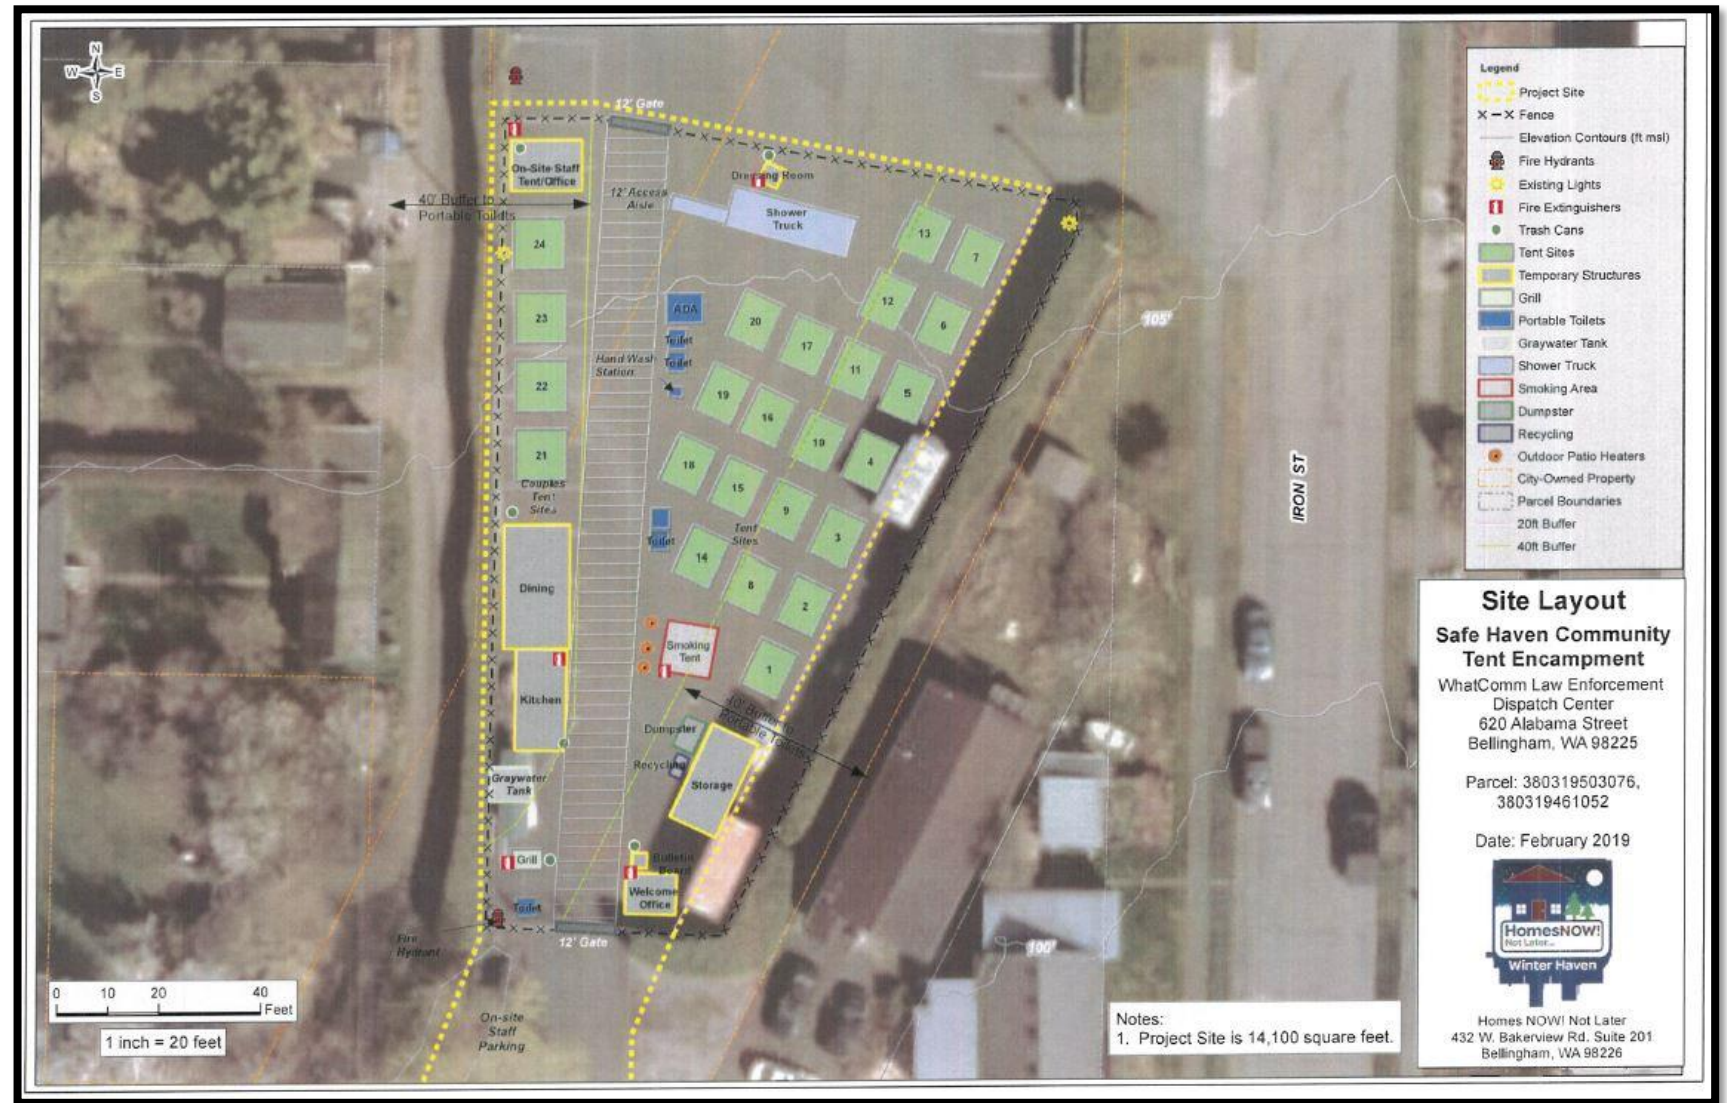 N
W E
S
12' Gate
On-Site Staff
Tent/Office
Dressing Room
12' Access
Aisle
40' Buffer to
Portable Toilets
Shower
Truck
24
13
7
23
ADA
20
12
6
105'
Toilet
Toilet
Hand Wash
Station
17
11
22
19
16
5
10
4
21
18
15
9
Couples
Tent
Sites
Tent
Sites
3
Toilet
14
8
2
Dining
Smoking
Tent
1
Kitchen
40' Buffer to
Portable Toilets
Dumpster
Recycling
Storage
Graywater
Tank
Grill
Bulletin
Board
Welcome
Office
Toilet
Fire
Hydrant
12' Gate
100'
On-site
Staff
Parking
IRON ST
0 10 20 40
Feet
1 inch = 20 feet
Notes:
1. Project Site is 14,100 square feet.
Legend
Project Site
Fence
Elevation Contours (ft msl)
Fire Hydrants
Existing Lights
Fire Extinguishers
Trash Cans
Tent Sites
Temporary Structures
Grill
Portable Toilets
Graywater Tank
Shower Truck
Smoking Area
Dumpster
Recycling
Outdoor Patio Heaters
City-Owned Property
Parcel Boundaries
20ft Buffer
40ft Buffer
Site Layout
Safe Haven Community
Tent Encampment
WhatComm Law Enforcement
Dispatch Center
620 Alabama Street
Bellingham, WA 98225
Parcel: 380319503076,
380319461052
Date: February 2019
HomesNOW!
Not Later...
Winter Haven
Homes NOW! Not Later
432 W. Bakerview Rd. Suite 201
Bellingham, WA 98226